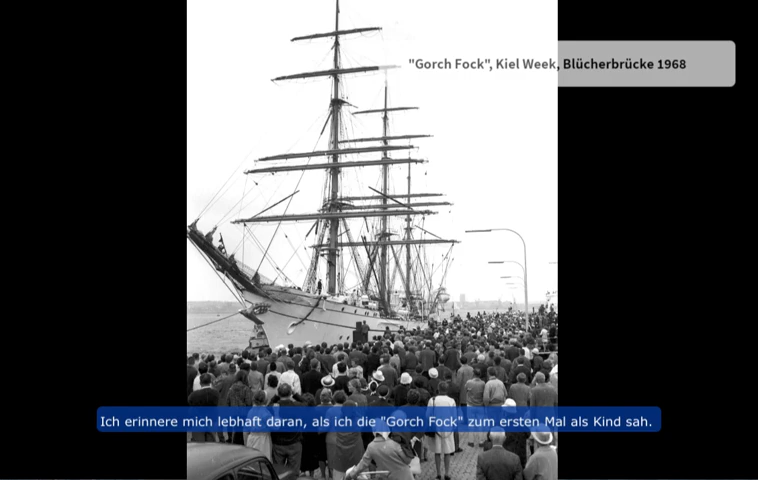 "Gorch Fock", Kiel Week, Blücherbrücke 1968
Ich erinnere mich lebhaft daran, als ich die "Gorch Fock" zum ersten Mal als Kind sah.